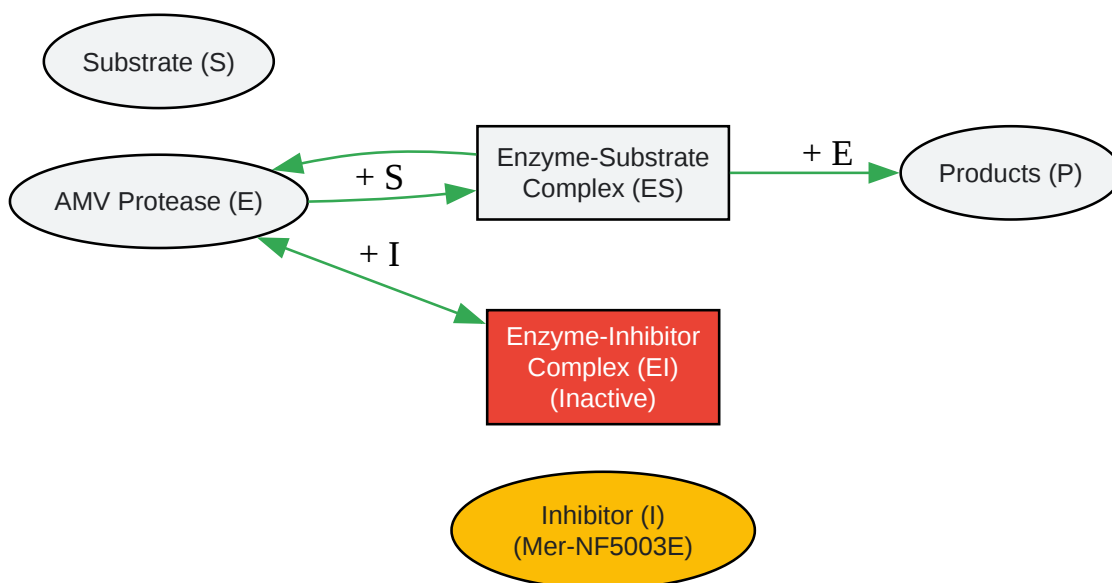 Substrate (S)
AMV Protease (E)
+ S
Enzyme-Substrate
Complex (ES)
+ E
Products (P)
+ I
Enzyme-Inhibitor
Complex (EI)
(Inactive)
Inhibitor (I)
(Mer-NF5003E)